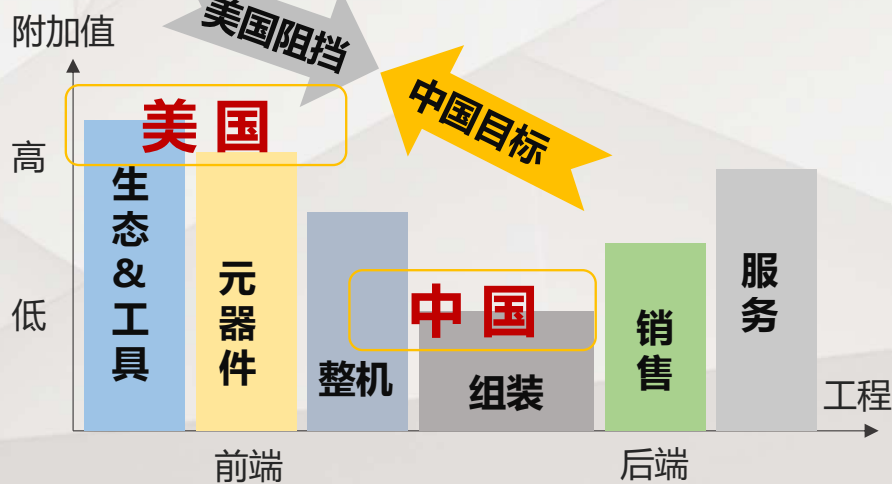 附加值
美国阻挡
中国目标
美国
高
低
生态&工具
元器件
整机
中国
组装
销售
服务
工程
前端
后端